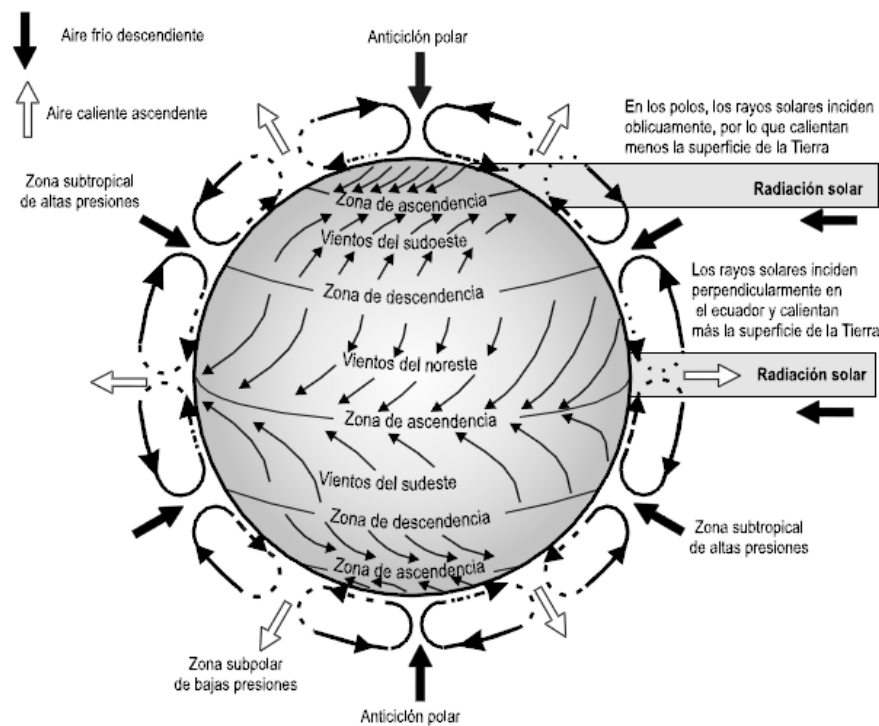 Aire frío descendiente
Anticiclón polar
Aire caliente ascendente
En los polos, los rayos solares inciden
oblicuamente, por lo que calientan
menos la superficie de la Tierra
Zona subtropical
de altas presiones
Radiación solar
Zona de ascendencia
Vientos del sudoeste
Zona de descendencia
Los rayos solares inciden
perpendicularmente en
el ecuador y calientan
más la superficie de la Tierra
Vientos del noreste
Radiación solar
Zona de ascendencia
Vientos del sudeste
Zona de descendencia
Zona subtropical
de altas presiones
Zona de ascendencia
Zona subpolar
de bajas presiones
Anticiclón polar